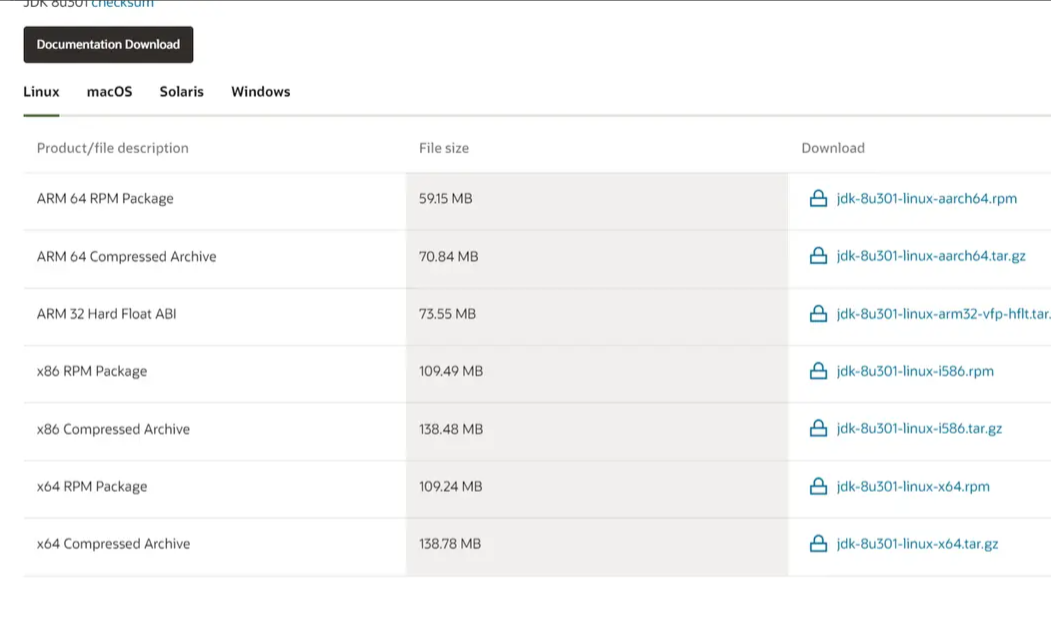 JDK 8u301 checksum
Documentation Download
Linux macOS Solaris Windows
Product/file description File size Download
ARM 64 RPM Package 59.15 MB jdk-8u301-linux-aarch64.rpm
ARM 64 Compressed Archive 70.84 MB jdk-8u301-linux-aarch64.tar.gz
ARM 32 Hard Float ABI 73.55 MB jdk-8u301-linux-arm32-vfp-hflt.tar.
x86 RPM Package 109.49 MB jdk-8u301-linux-i586.rpm
x86 Compressed Archive 138.48 MB jdk-8u301-linux-i586.tar.gz
x64 RPM Package 109.24 MB jdk-8u301-linux-x64.rpm
x64 Compressed Archive 138.78 MB jdk-8u301-linux-x64.tar.gz